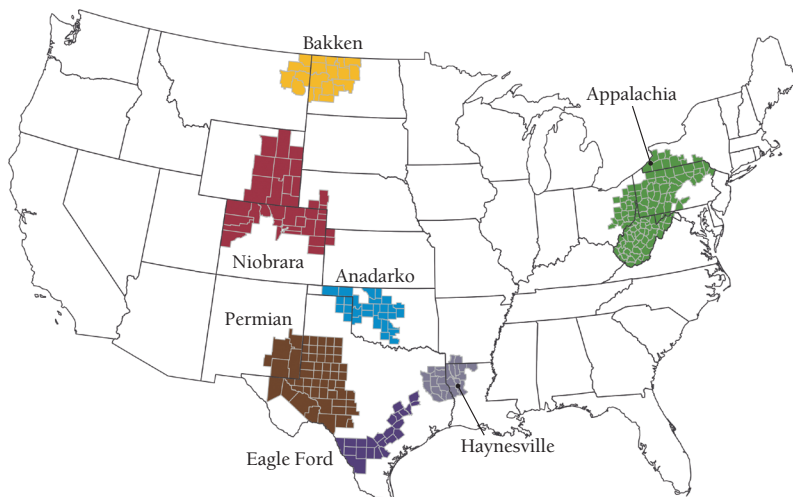 Bakken
Appalachia
Niobrara
Anadarko
Permian
Haynesville
Eagle Ford